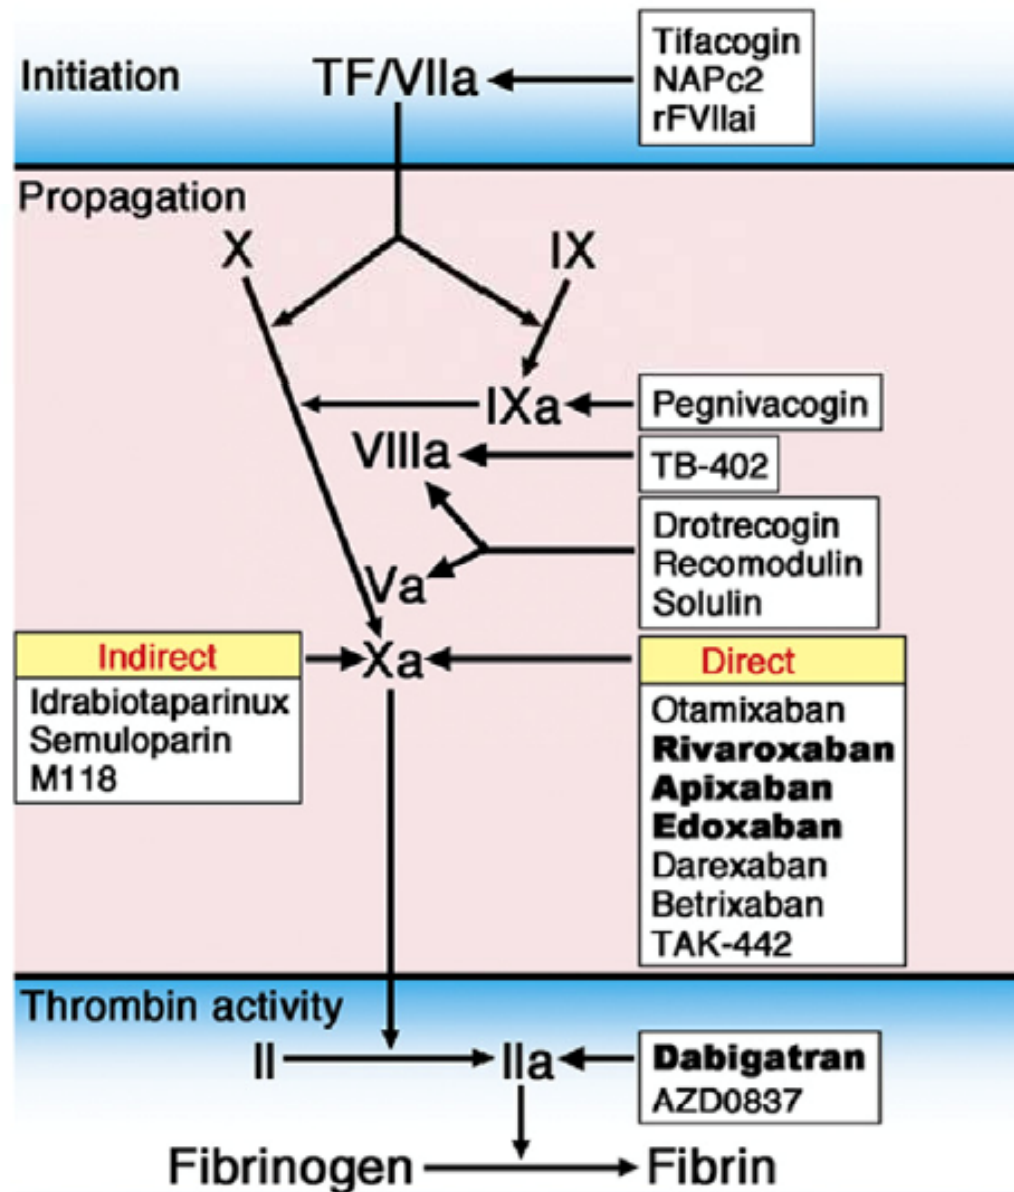 Initiation
TF/VIIa
Tifacogin
NAPc2
rFVIIai
Propagation
X
IX
IXa
Pegnivacogin
VIIIa
TB-402
Drotrecogin
Recomodulin
Solulin
Va
Indirect
Idrabiotaparinux
Semuloparin
M118
Xa
Direct
Otamixaban
Rivaroxaban
Apixaban
Edoxaban
Darexaban
Betrixaban
TAK-442
Thrombin activity
II
IIa
Dabigatran
AZD0837
Fibrinogen
Fibrin